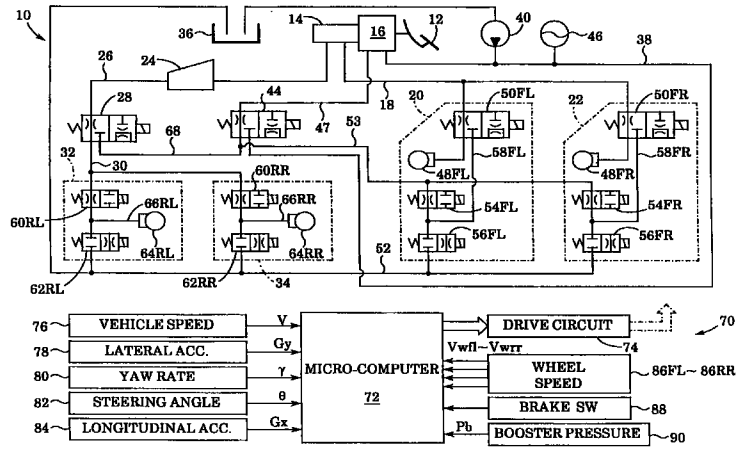 10
36
14
16
12
40
46
38
26
24
28
44
47
18
20
50FL
22
50FR
68
53
58FL
58FR
32
30
60RR
48FL
48FR
66RL
66RR
54FL
54FR
60RL
64RL
64RR
56FL
56FR
62RL
62RR
34
52
76
VEHICLE SPEED
V
78
LATERAL ACC.
Gy
80
YAW RATE
γ
82
STEERING ANGLE
θ
84
LONGITUDINAL ACC.
Gx
MICRO-COMPUTER
72
DRIVE CIRCUIT
74
70
Vwfl~Vwrr
WHEEL
SPEED
86FL~86RR
BRAKE SW
88
Pb
BOOSTER PRESSURE
90